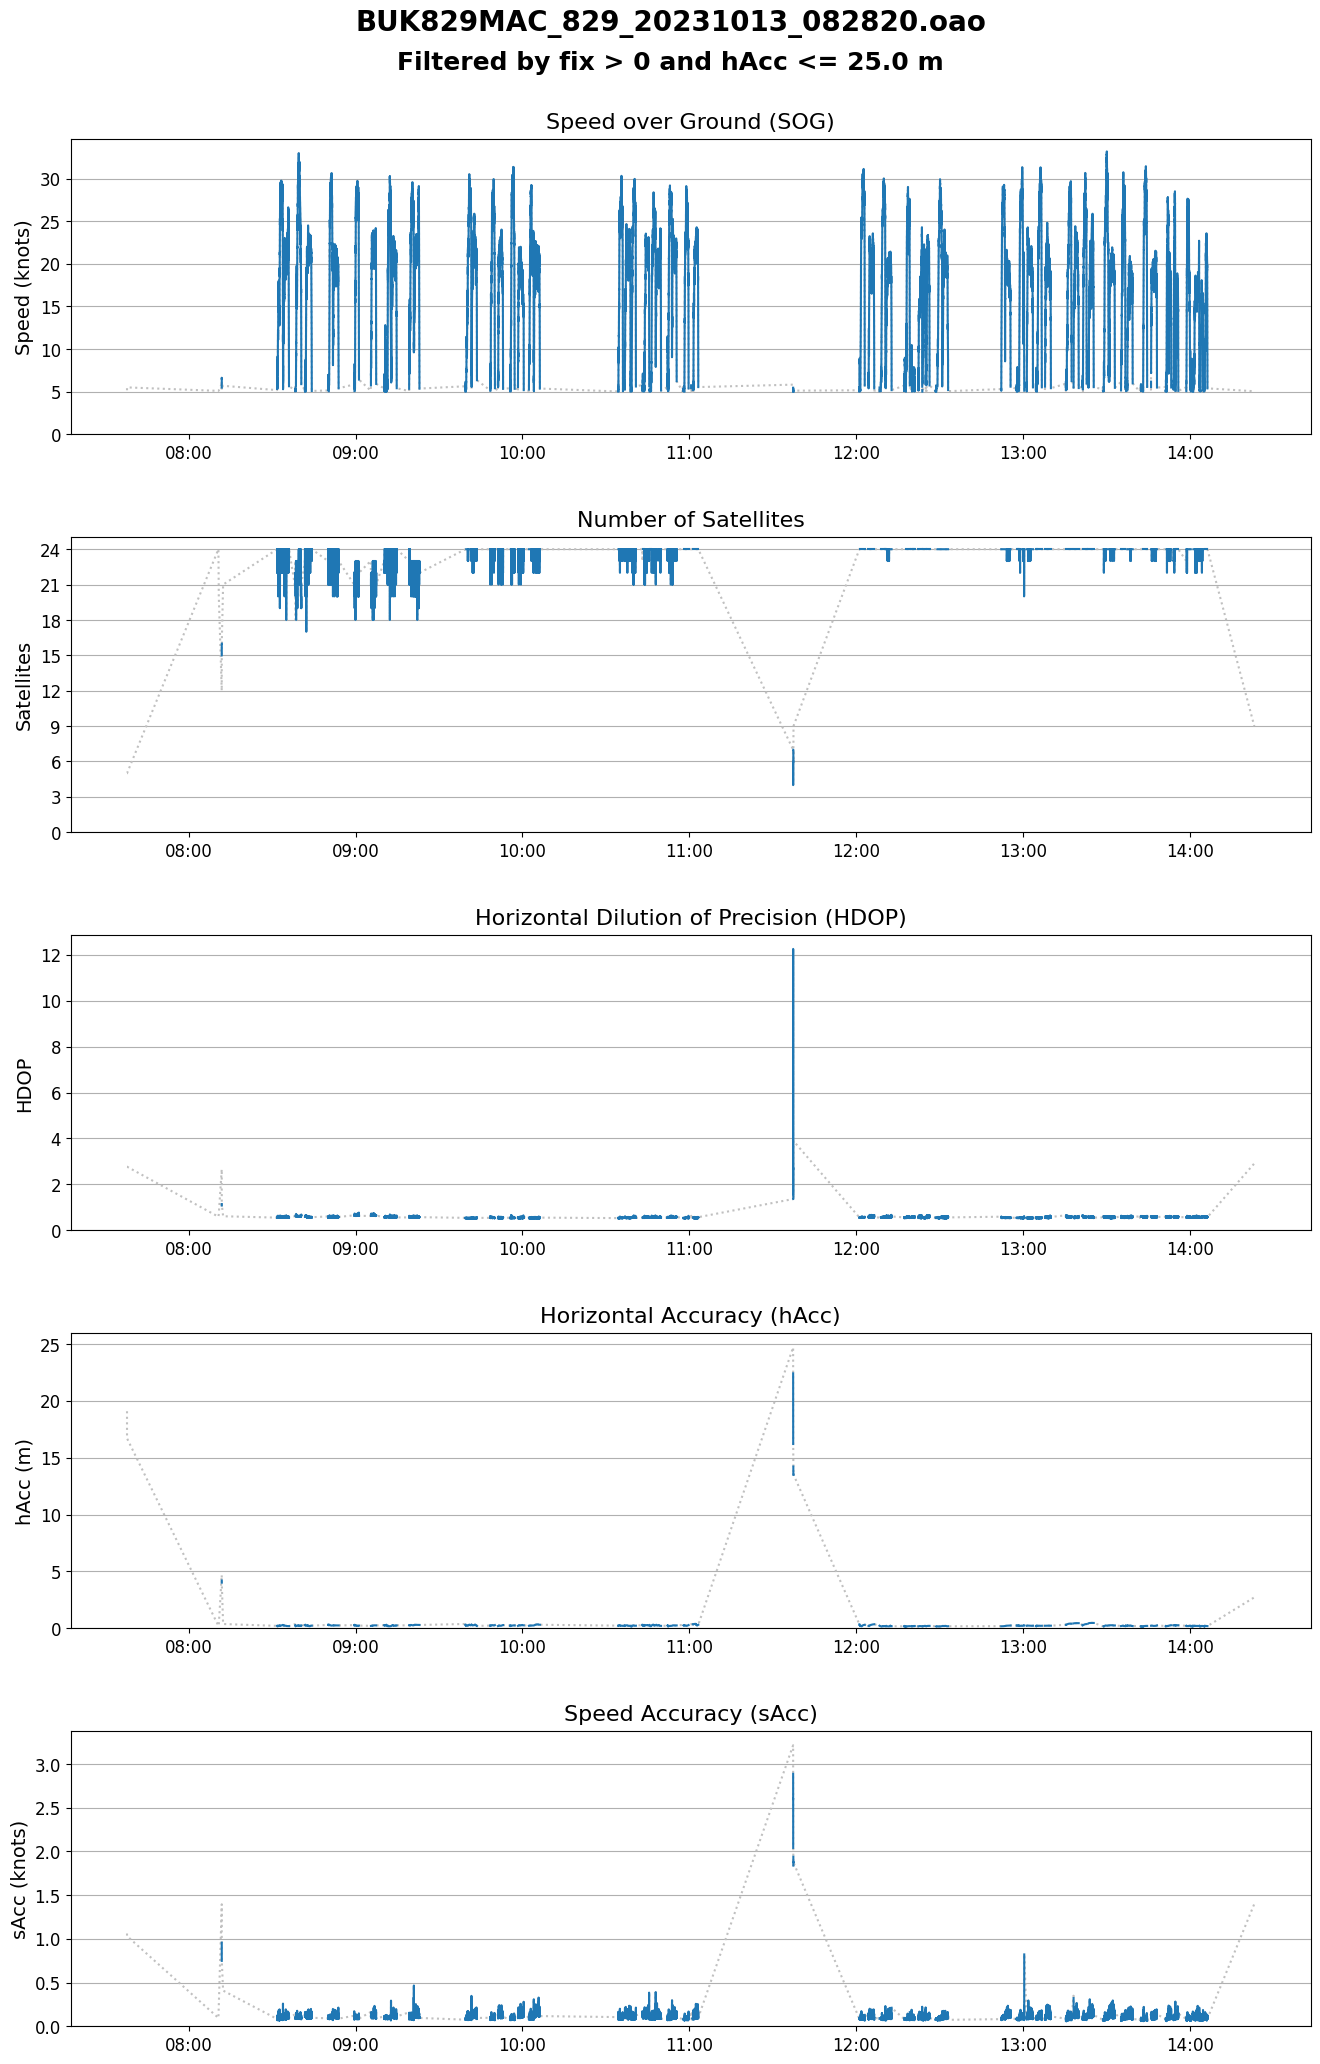 BUK829MAC_829_20231013_082820.oao
Filtered by fix > 0 and hAcc <= 25.0 m
Speed over Ground (SOG)
Speed (knots)
30
25
20
15
10
5
0
08:00 09:00 10:00 11:00 12:00 13:00 14:00
Number of Satellites
Satellites
24
21
18
15
12
9
6
3
0
08:00 09:00 10:00 11:00 12:00 13:00 14:00
Horizontal Dilution of Precision (HDOP)
HDOP
12
10
8
6
4
2
0
08:00 09:00 10:00 11:00 12:00 13:00 14:00
Horizontal Accuracy (hAcc)
hAcc (m)
25
20
15
10
5
0
08:00 09:00 10:00 11:00 12:00 13:00 14:00
Speed Accuracy (sAcc)
sAcc (knots)
3.0
2.5
2.0
1.5
1.0
0.5
0.0
08:00 09:00 10:00 11:00 12:00 13:00 14:00